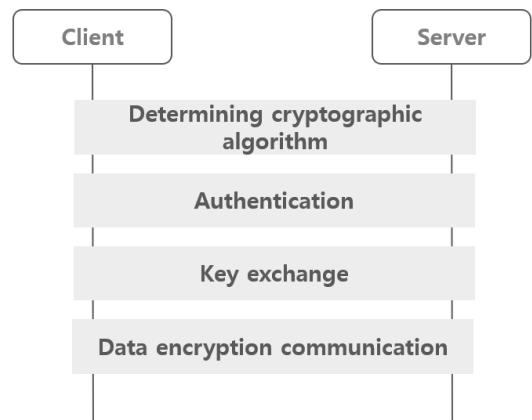 Client
Server
Determining cryptographic
algorithm
Authentication
Key exchange
Data encryption communication